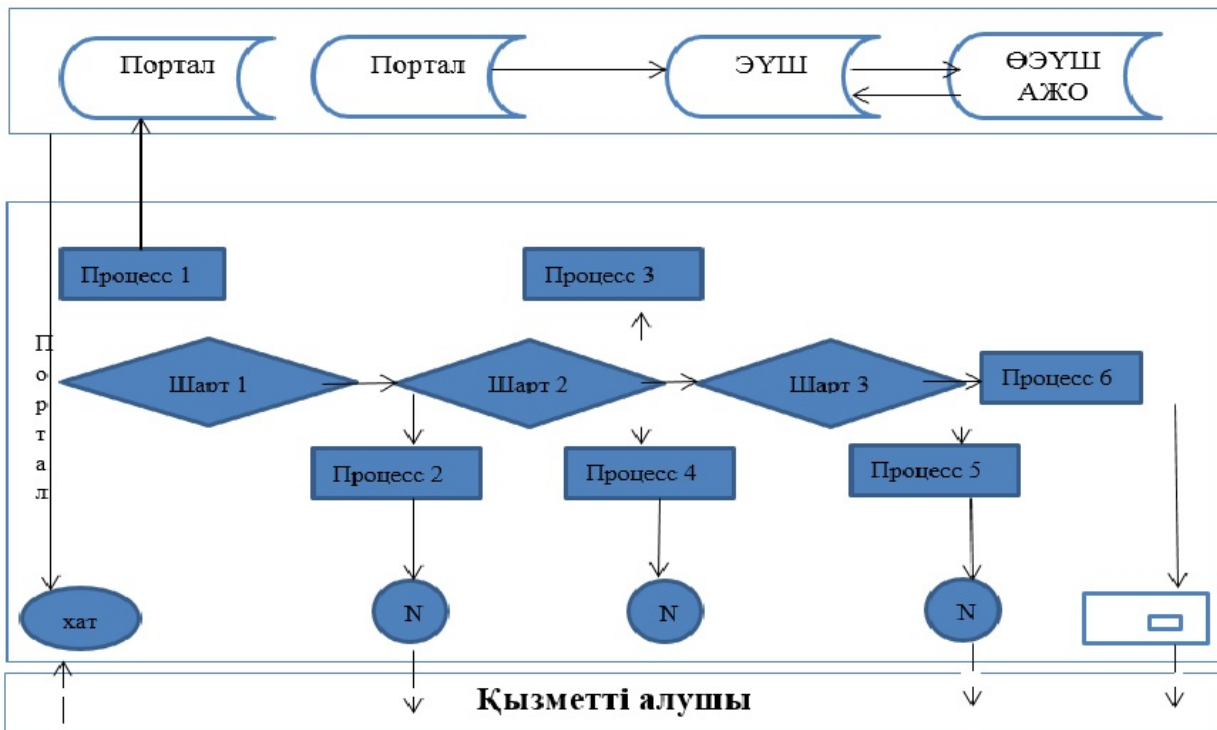 Портал
Портал
ЭҮШ
ӨЭҮШ
АЖО
Процесс 1
Процесс 3
Портал
Шарт 1
Шарт 2
Шарт 3
Процесс 6
Процесс 2
Процесс 4
Процесс 5
хат
N
N
N
Қызметті алушы